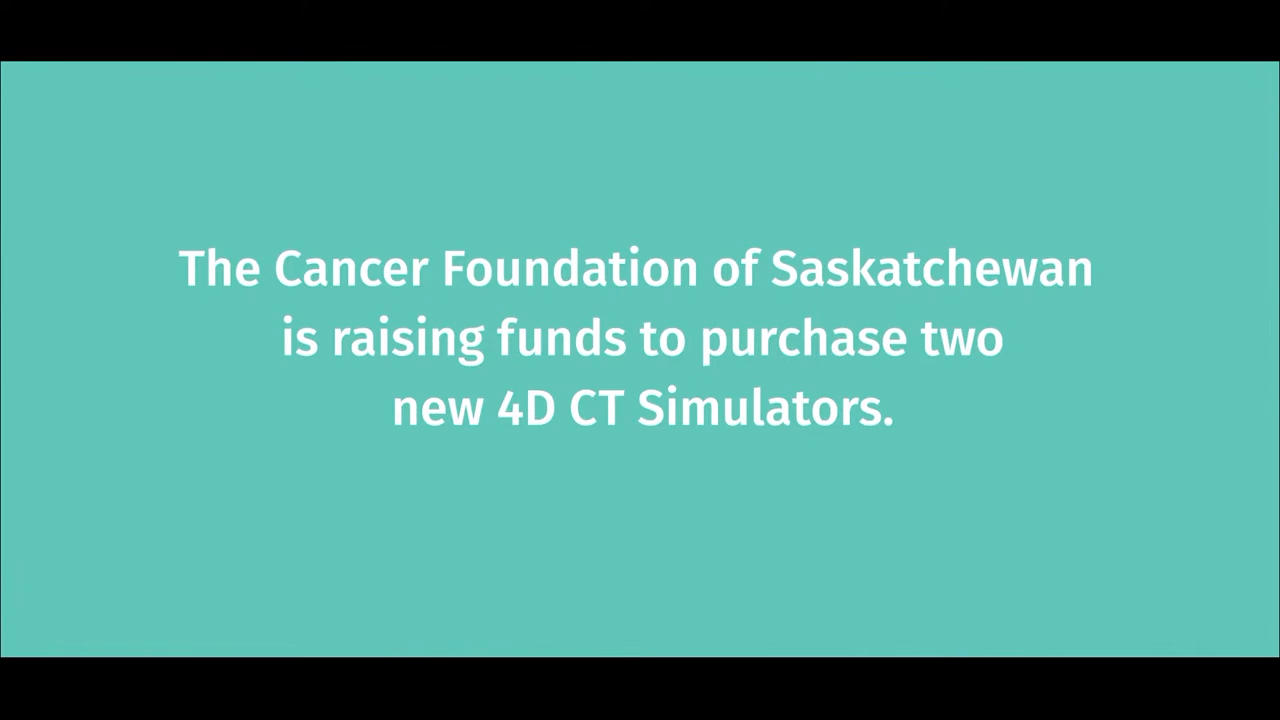 The Cancer Foundation of Saskatchewan
is raising funds to purchase two
new 4D CT Simulators.